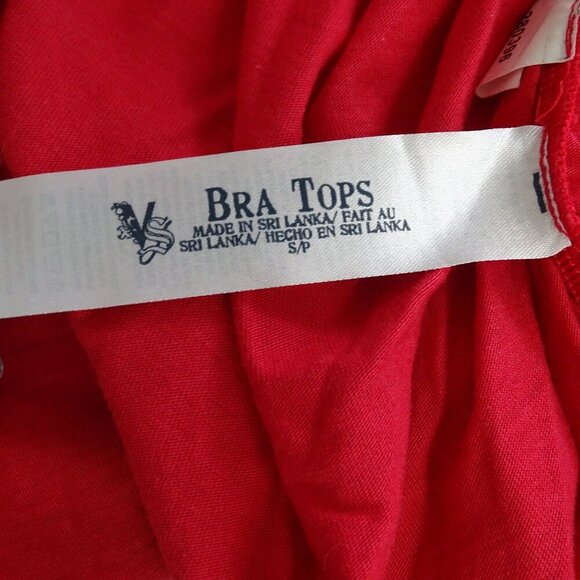 VS
BRA TOPS
MADE IN SRI LANKA/ FAIT AU
SRI LANKA/ HECHO EN SRI LANKA
S/P